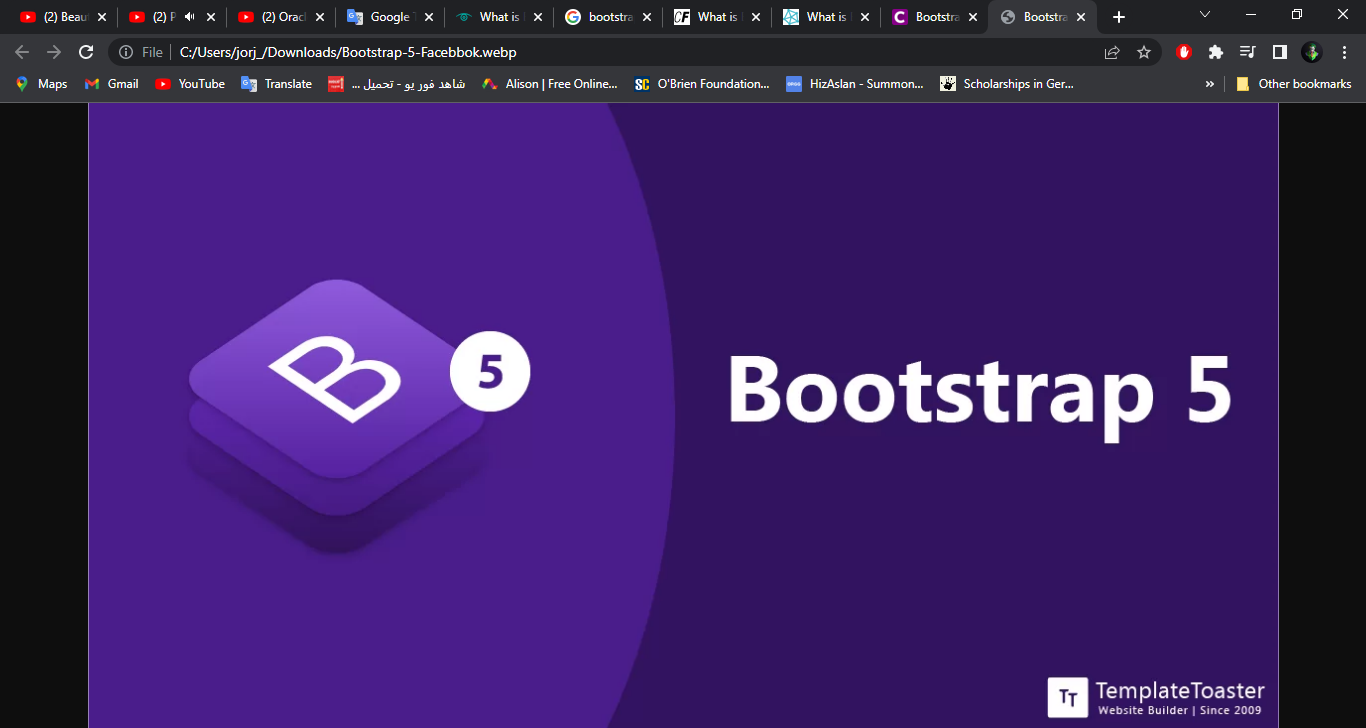 (2) Beau (2) P (2) Orac Google T What is bootstra What is What is Bootstra Bootstra
File C:/Users/jorj_/Downloads/Bootstrap-5-Facebbok.webp
Maps Gmail YouTube Translate شاهد فور يو - تحميل ... Alison | Free Online... SC O'Brien Foundation... HizAslan - Summon... Scholarships in Ger... » Other bookmarks
B 5
Bootstrap 5
TT TemplateToaster
Website Builder | Since 2009